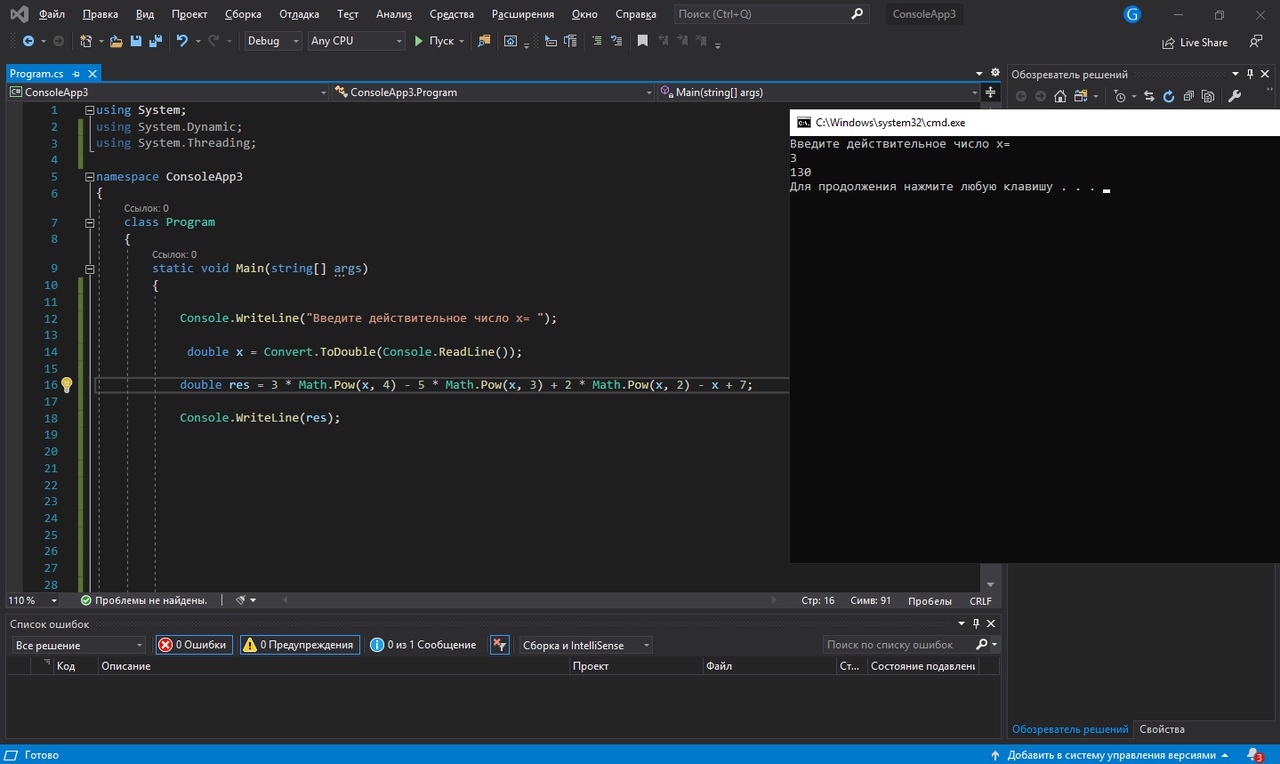 Файл Правка Вид Проект Сборка Отладка Тест Анализ Средства Расширения Окно Справка Поиск (Ctrl+Q) ConsoleApp3 G
Debug Any CPU Пуск Live Share
Program.cs
ConsoleApp3 ConsoleApp3.Program Main(string[] args)
Обозреватель решений
1 using System;
2 using System.Dynamic;
3 using System.Threading;
4
5 namespace ConsoleApp3
6 {
Ссылок: 0
7 class Program
8 {
Ссылок: 0
9 static void Main(string[] args)
10 {
11
12 Console.WriteLine("Введите действительное число x= ");
13
14 double x = Convert.ToDouble(Console.ReadLine());
15
16 double res = 3 * Math.Pow(x, 4) - 5 * Math.Pow(x, 3) + 2 * Math.Pow(x, 2) - x + 7;
17
18 Console.WriteLine(res);
19
20
21
22
23
24
25
26
27
28
C:\Windows\system32\cmd.exe
Введите действительное число x=
3
130
Для продолжения нажмите любую клавишу . . .
110 % Проблемы не найдены. Стр: 16 Симв: 91 Пробелы CRLF
Список ошибок
Все решение 0 Ошибки 0 Предупреждения 0 из 1 Сообщение Сборка и IntelliSense Поиск по списку ошибок
Код Описание Проект Файл Ст... Состояние подавлени
Обозреватель решений Свойства
Готово Добавить в систему управления версиями 3